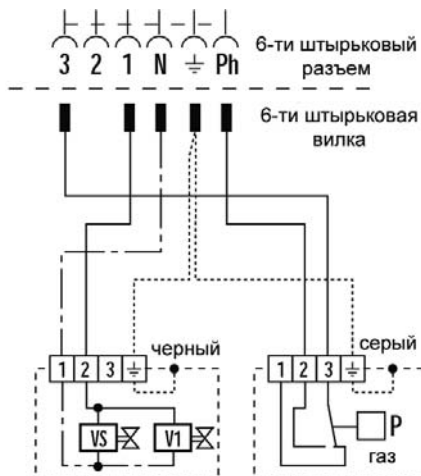 3 2 1 N Ph
6-ти штырьковый
разъем
6-ти штырьковая
вилка
черный
серый
1 2 3
1 2 3
VS V1
P
газ